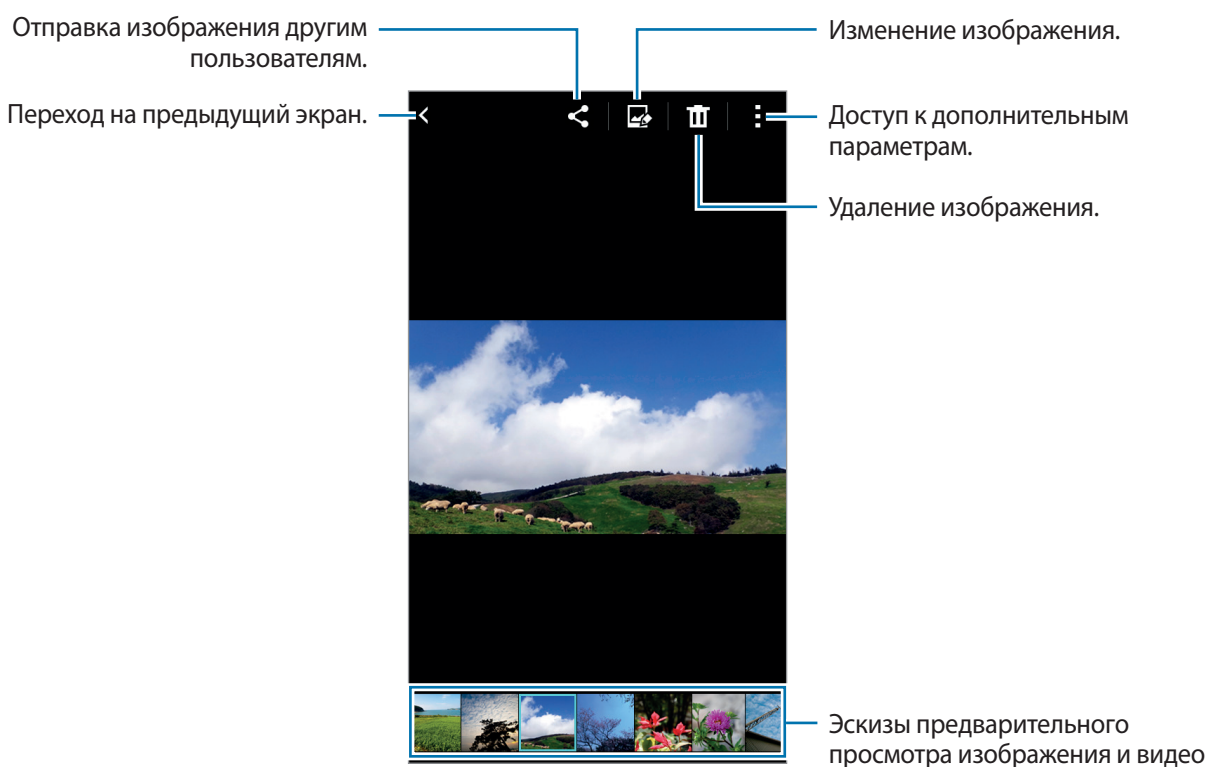 Отправка изображения другим
пользователям.
Изменение изображения.
Переход на предыдущий экран.
Доступ к дополнительным
параметрам.
Удаление изображения.
Эскизы предварительного
просмотра изображения и видео